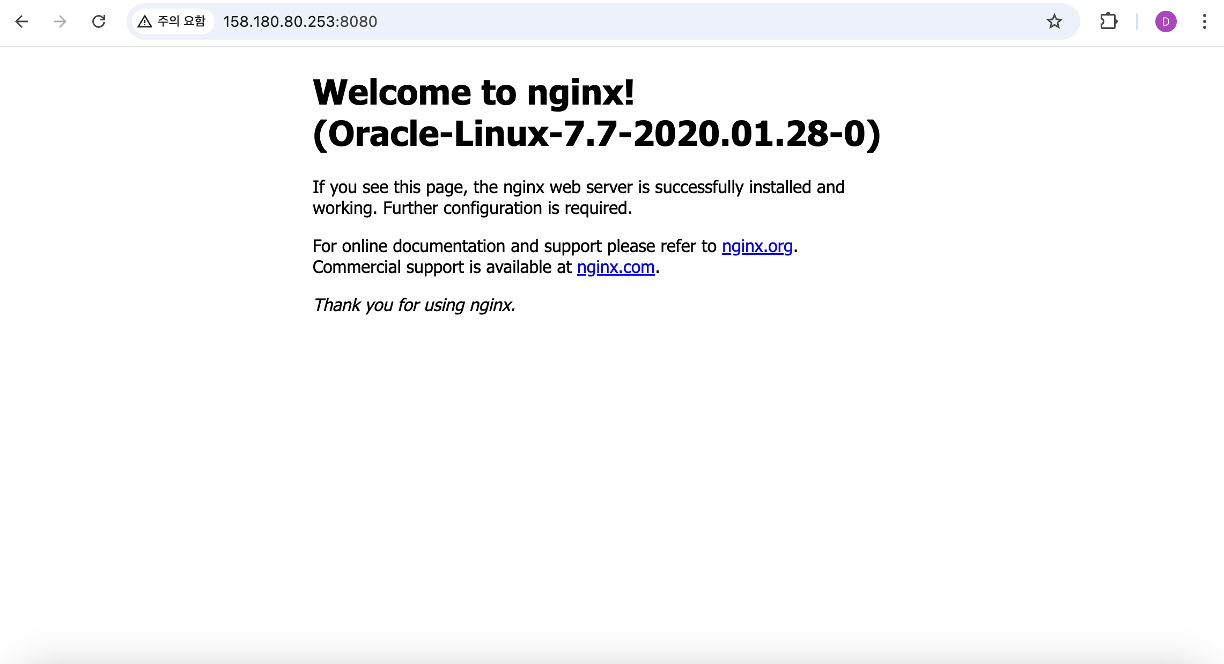 주의 요함 158.180.80.253:8080 D
Welcome to nginx!
(Oracle-Linux-7.7-2020.01.28-0)
If you see this page, the nginx web server is successfully installed and
working. Further configuration is required.
For online documentation and support please refer to nginx.org.
Commercial support is available at nginx.com.
Thank you for using nginx.